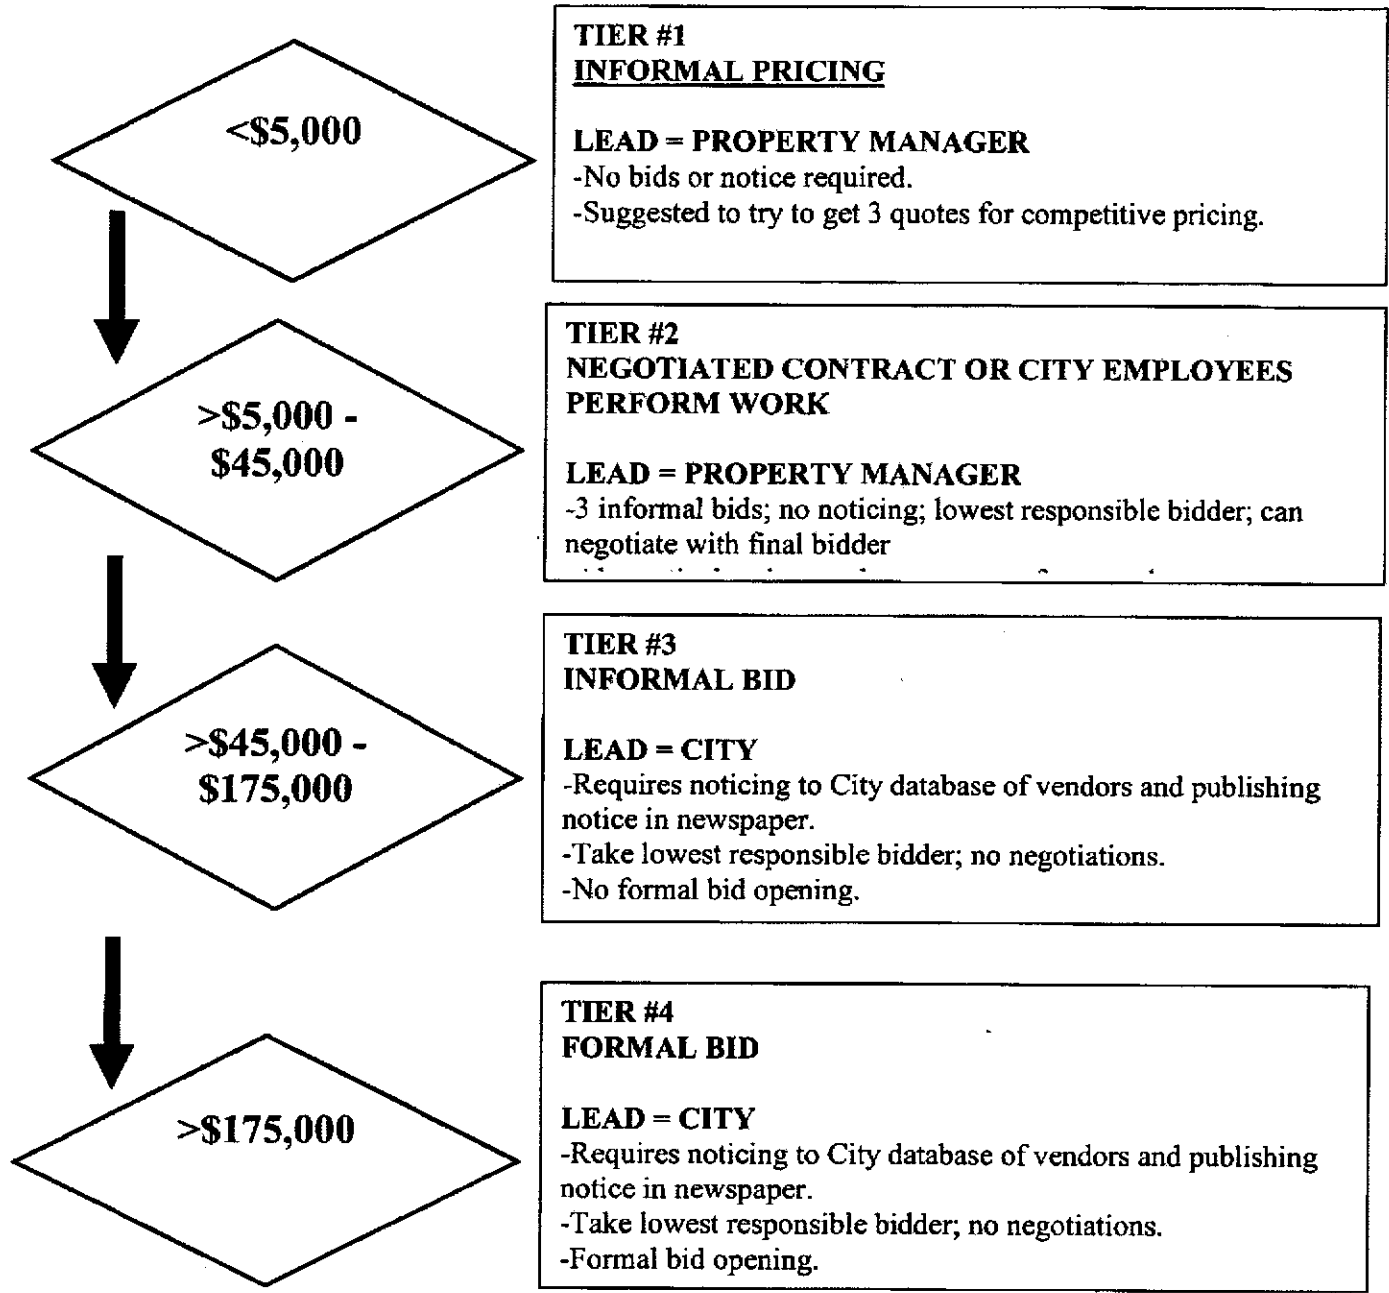 <$5,000
TIER #1
INFORMAL PRICING
LEAD = PROPERTY MANAGER
-No bids or notice required.
-Suggested to try to get 3 quotes for competitive pricing.
>$5,000 -
$45,000
TIER #2
NEGOTIATED CONTRACT OR CITY EMPLOYEES
PERFORM WORK
LEAD = PROPERTY MANAGER
-3 informal bids; no noticing; lowest responsible bidder; can
negotiate with final bidder
>$45,000 -
$175,000
TIER #3
INFORMAL BID
LEAD = CITY
-Requires noticing to City database of vendors and publishing
notice in newspaper.
-Take lowest responsible bidder; no negotiations.
-No formal bid opening.
>$175,000
TIER #4
FORMAL BID
LEAD = CITY
-Requires noticing to City database of vendors and publishing
notice in newspaper.
-Take lowest responsible bidder; no negotiations.
-Formal bid opening.